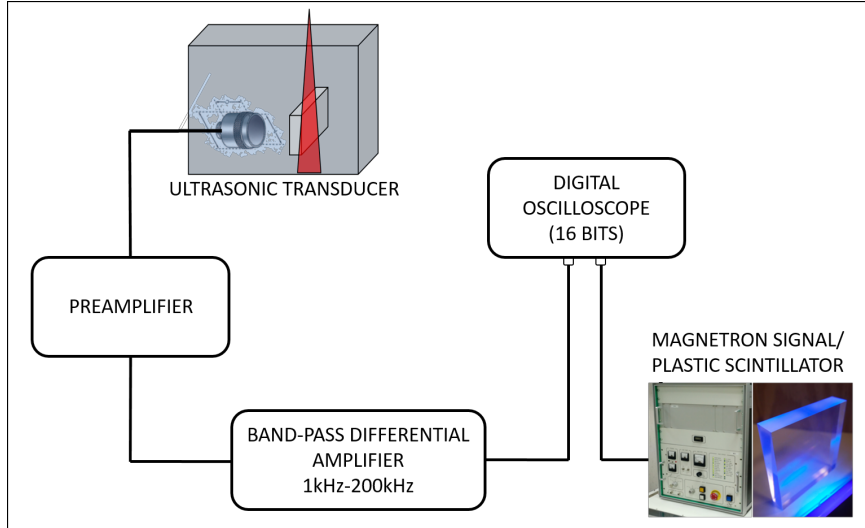 ULTRASONIC TRANSDUCER
DIGITAL
OSCILLOSCOPE
(16 BITS)
PREAMPLIFIER
MAGNETRON SIGNAL/
PLASTIC SCINTILLATOR
BAND-PASS DIFFERENTIAL
AMPLIFIER
1kHz-200kHz